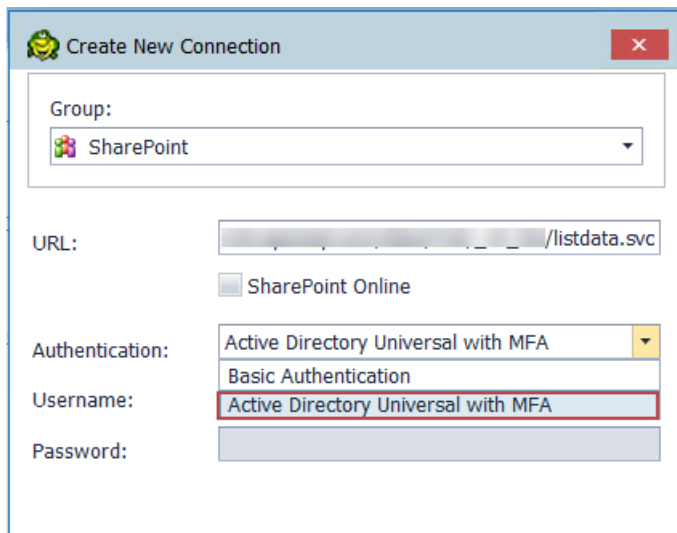 Create New Connection
Group:
SharePoint
URL:
/listdata.svc
SharePoint Online
Authentication:
Active Directory Universal with MFA
Basic Authentication
Username:
Active Directory Universal with MFA
Password: